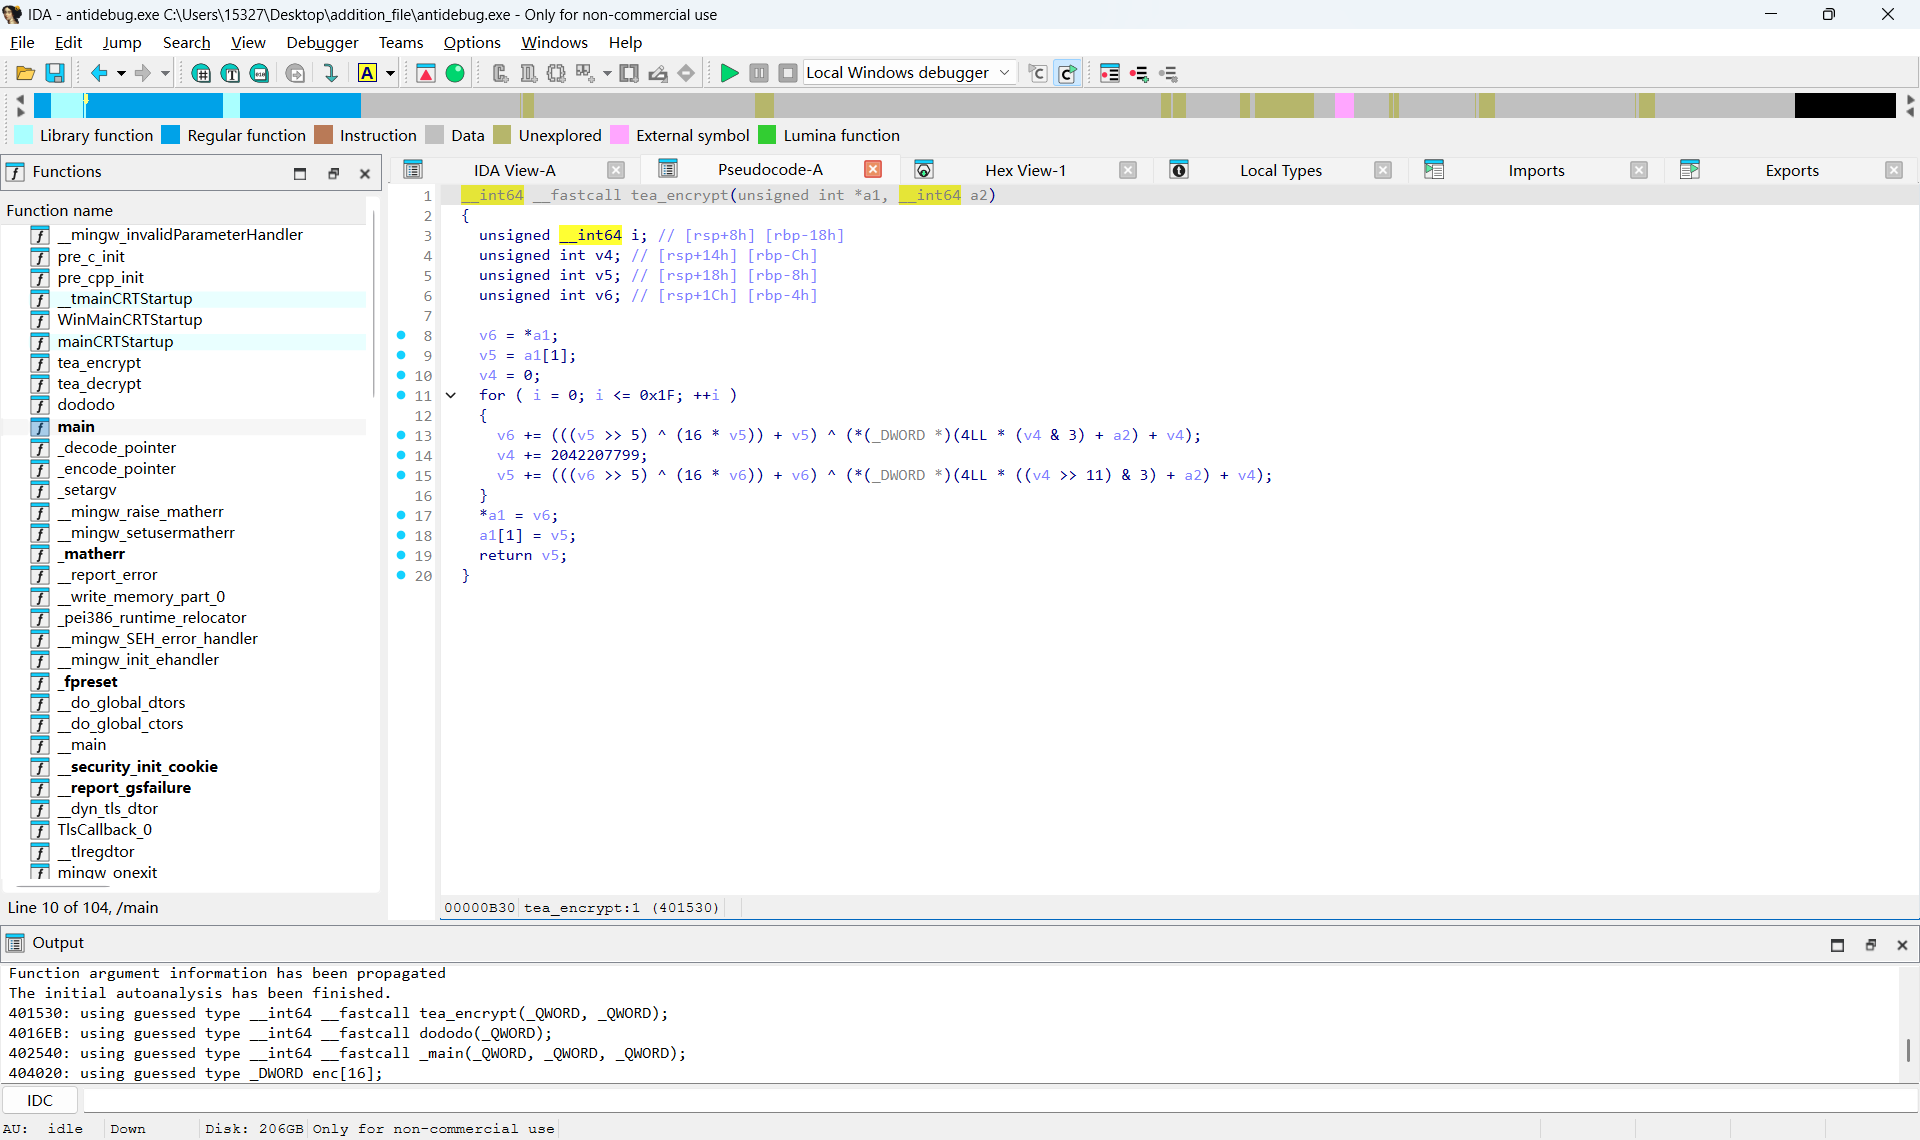 IDA - antidebug.exe C:\Users\15327\Desktop\addition_file\antidebug.exe - Only for non-commercial use
File Edit Jump Search View Debugger Teams Options Windows Help
Local Windows debugger
Library function Regular function Instruction Data Unexplored External symbol Lumina function
Functions
Function name
__mingw_invalidParameterHandler
pre_c_init
pre_cpp_init
__tmainCRTStartup
WinMainCRTStartup
mainCRTStartup
tea_encrypt
tea_decrypt
dododo
main
_decode_pointer
_encode_pointer
_setargv
__mingw_raise_matherr
__mingw_setusermatherr
_matherr
__report_error
__write_memory_part_0
_pei386_runtime_relocator
__mingw_SEH_error_handler
__mingw_init_ehandler
_fpreset
__do_global_dtors
__do_global_ctors
__main
__security_init_cookie
__report_gsfailure
__dyn_tls_dtor
TlsCallback_0
__tlregdtor
mingw_onexit
Line 10 of 104, /main
IDA View-A Pseudocode-A Hex View-1 Local Types Imports Exports
1 __int64 __fastcall tea_encrypt(unsigned int *a1, __int64 a2)
2 {
3 unsigned __int64 i; // [rsp+8h] [rbp-18h]
4 unsigned int v4; // [rsp+14h] [rbp-Ch]
5 unsigned int v5; // [rsp+18h] [rbp-8h]
6 unsigned int v6; // [rsp+1Ch] [rbp-4h]
7
8 v6 = *a1;
9 v5 = a1[1];
10 v4 = 0;
11 for ( i = 0; i <= 0x1F; ++i )
12 {
13 v6 += (((v5 >> 5) ^ (16 * v5)) + v5) ^ (*(_DWORD *)(4LL * (v4 & 3) + a2) + v4);
14 v4 += 2042207799;
15 v5 += (((v6 >> 5) ^ (16 * v6)) + v6) ^ (*(_DWORD *)(4LL * ((v4 >> 11) & 3) + a2) + v4);
16 }
17 *a1 = v6;
18 a1[1] = v5;
19 return v5;
20 }
00000B30 tea_encrypt:1 (401530)
Output
Function argument information has been propagated
The initial autoanalysis has been finished.
401530: using guessed type __int64 __fastcall tea_encrypt(_QWORD, _QWORD);
4016EB: using guessed type __int64 __fastcall dododo(_QWORD);
402540: using guessed type __int64 __fastcall _main(_QWORD, _QWORD, _QWORD);
404020: using guessed type _DWORD enc[16];
IDC
AU: idle Down Disk: 206GB Only for non-commercial use